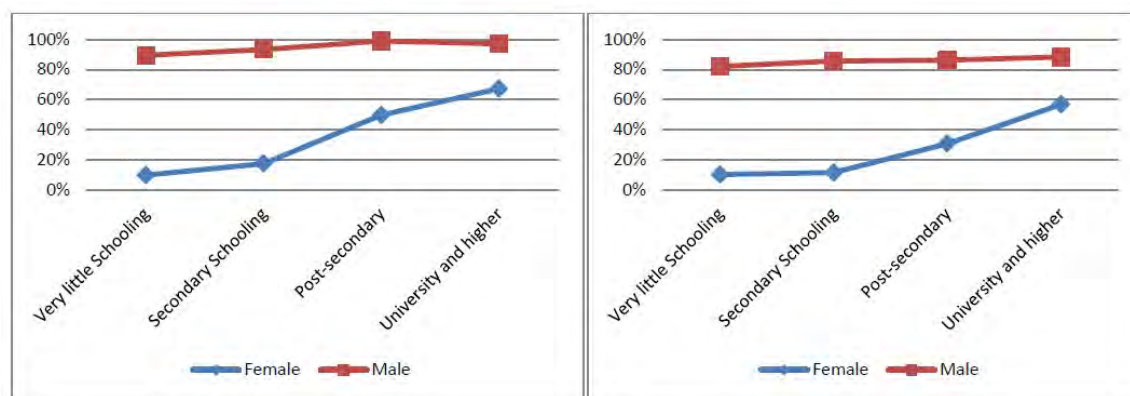 100%
80%
60%
40%
20%
0%
Very little Schooling
Secondary Schooling
Post-secondary
University and higher
Female
Male
100%
80%
60%
40%
20%
0%
Very little Schooling
Secondary Schooling
Post-secondary
University and higher
Female
Male